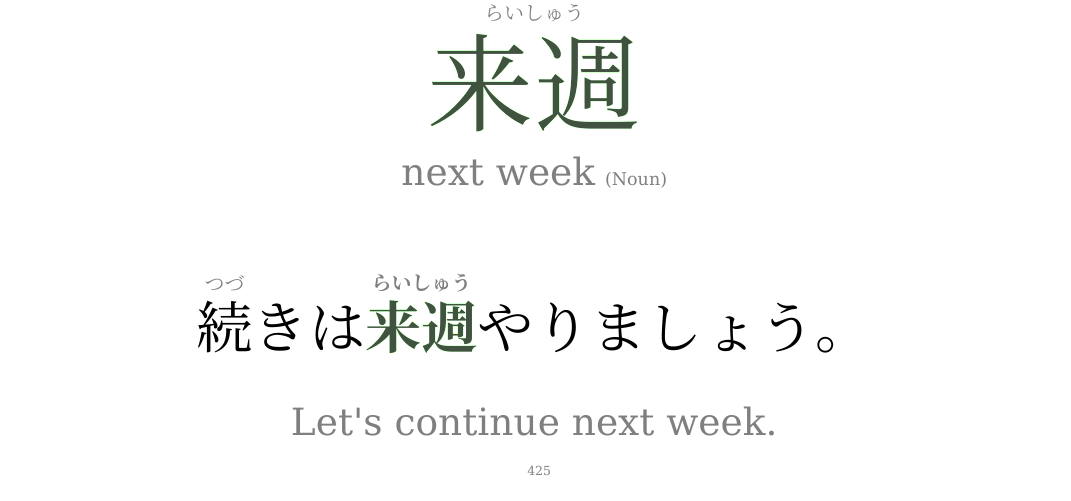 らいしゅう
来週
next week (Noun)
つづ らいしゅう
続きは来週やりましょう。
Let's continue next week.
425